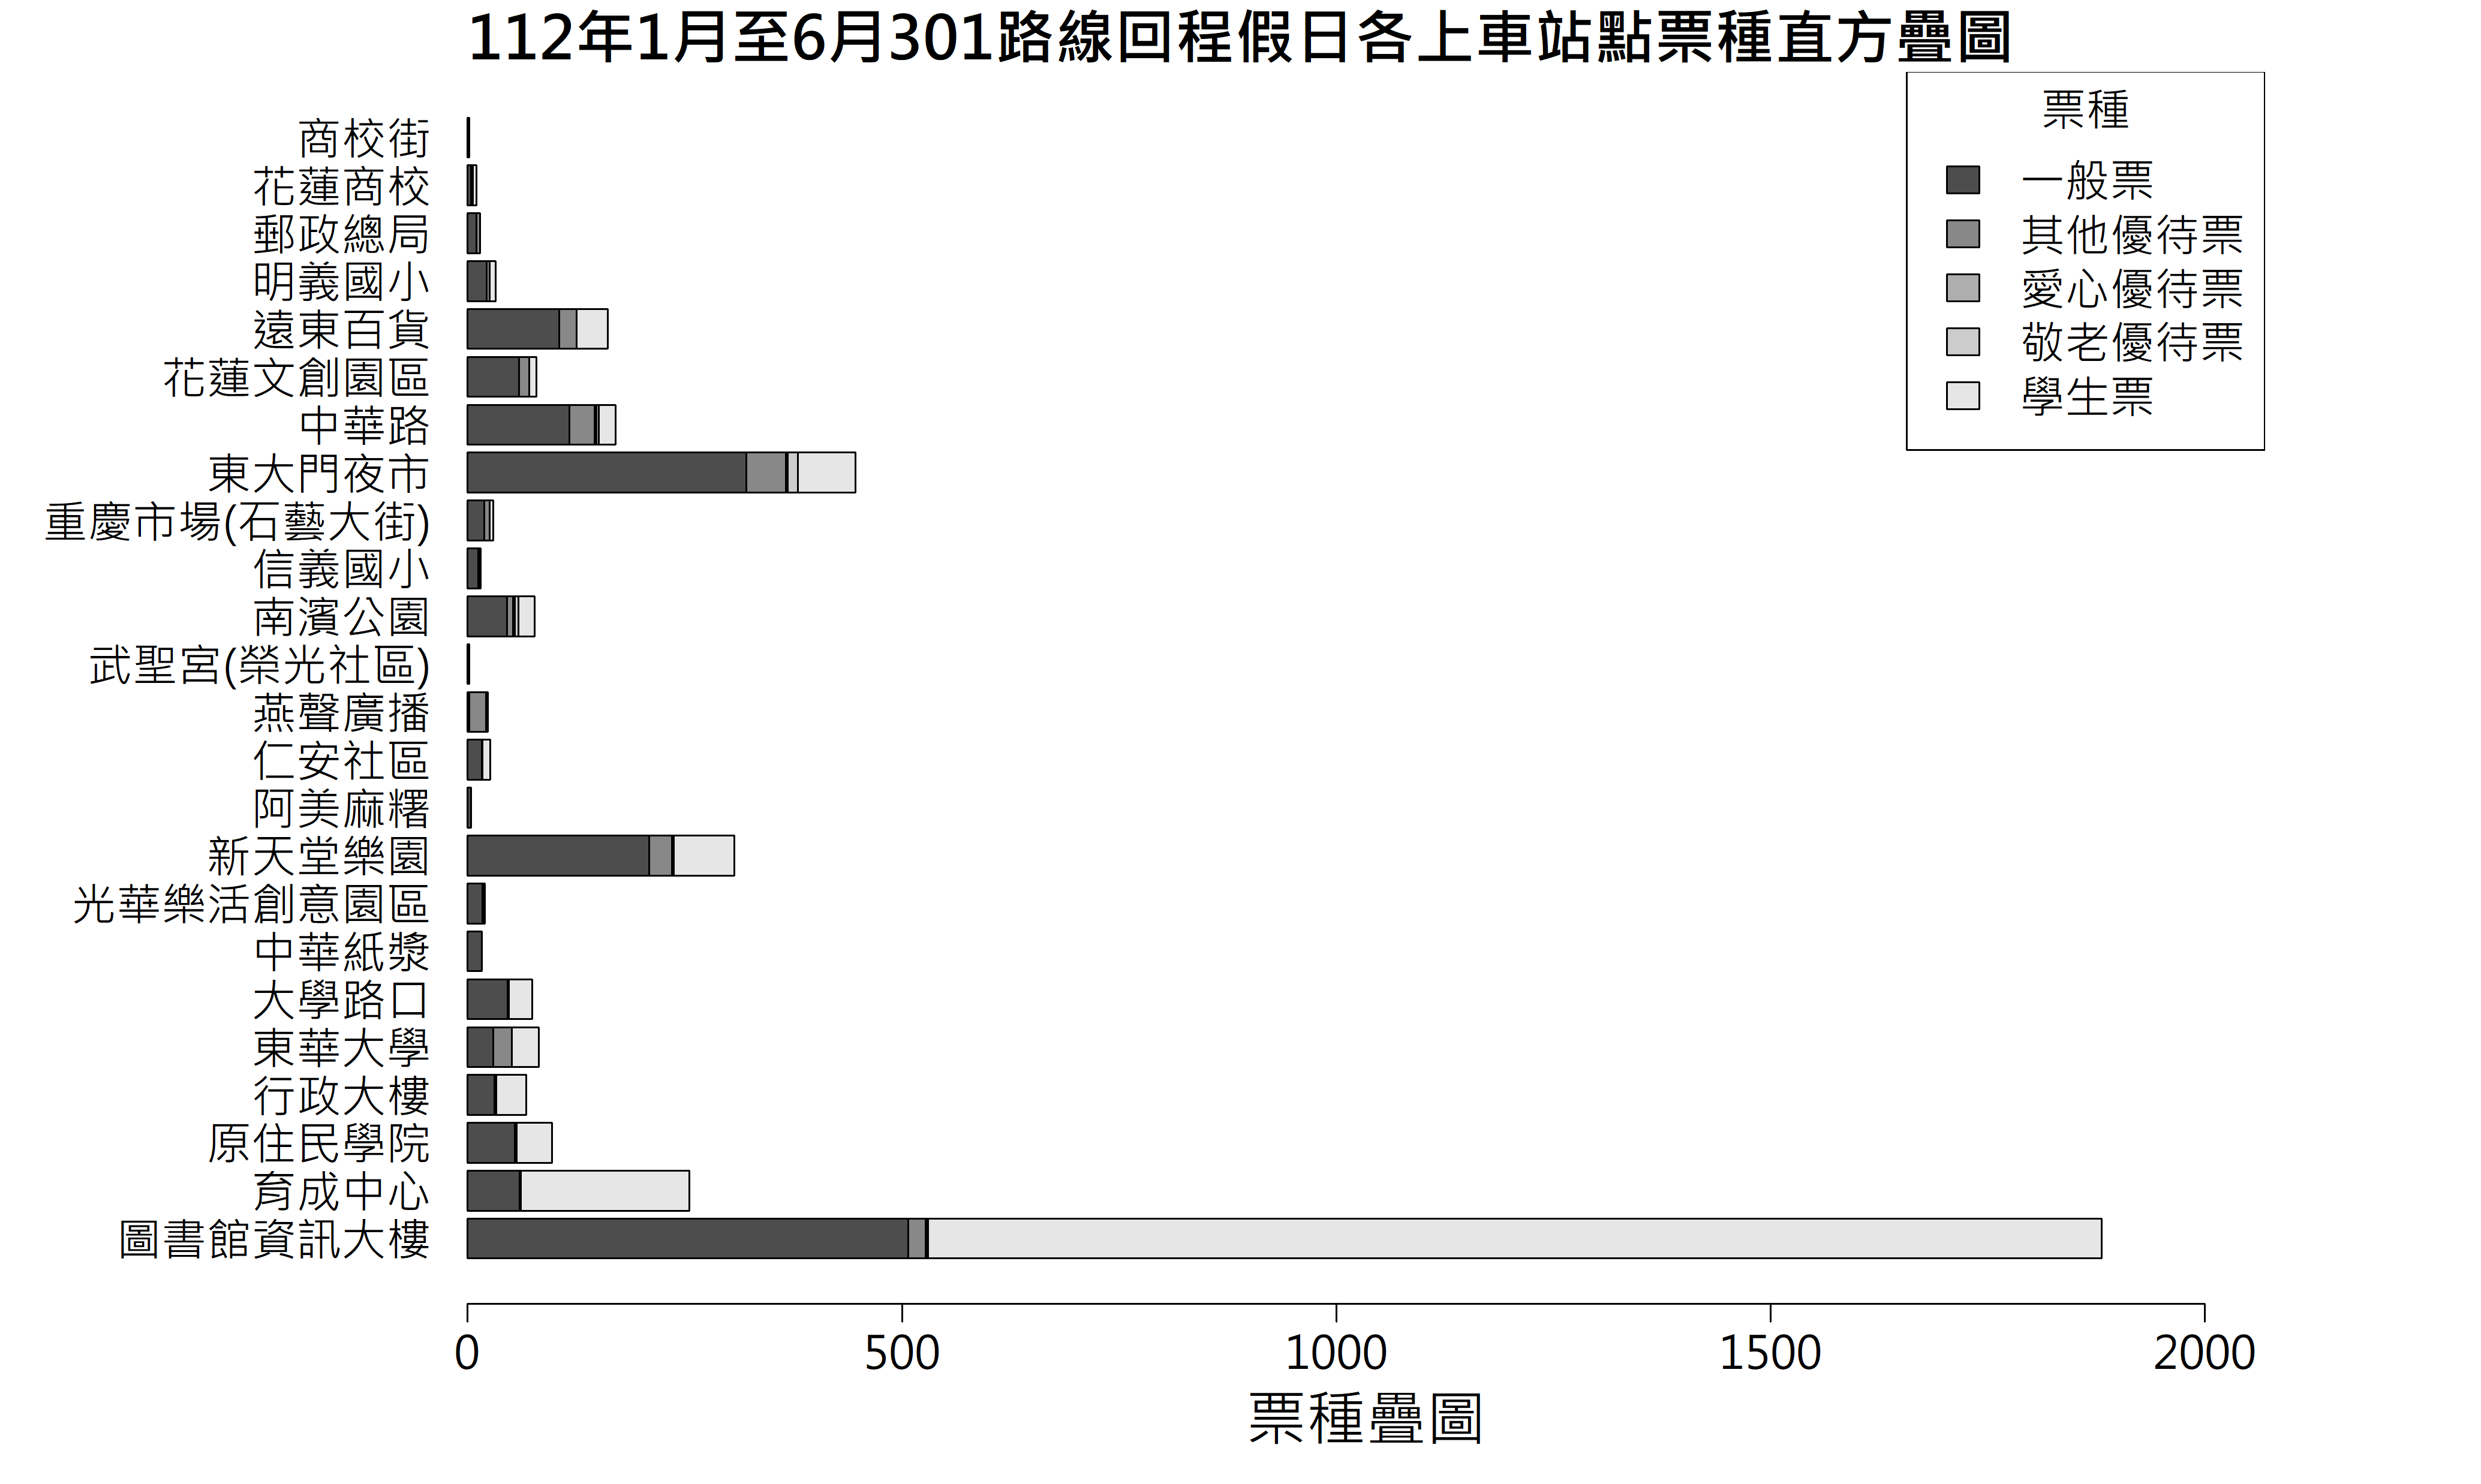 112年1月至6月301路線回程假日各上車站點票種直方疊圖
票種
一般票
其他優待票
愛心優待票
敬老優待票
學生票
商校街
花蓮商校
郵政總局
明義國小
遠東百貨
花蓮文創園區
中華路
東大門夜市
重慶市場(石藝大街)
信義國小
南濱公園
武聖宮(榮光社區)
燕聲廣播
仁安社區
阿美麻糬
新天堂樂園
光華樂活創意園區
中華紙漿
大學路口
東華大學
行政大樓
原住民學院
育成中心
圖書館資訊大樓
0 500 1000 1500 2000
票種疊圖